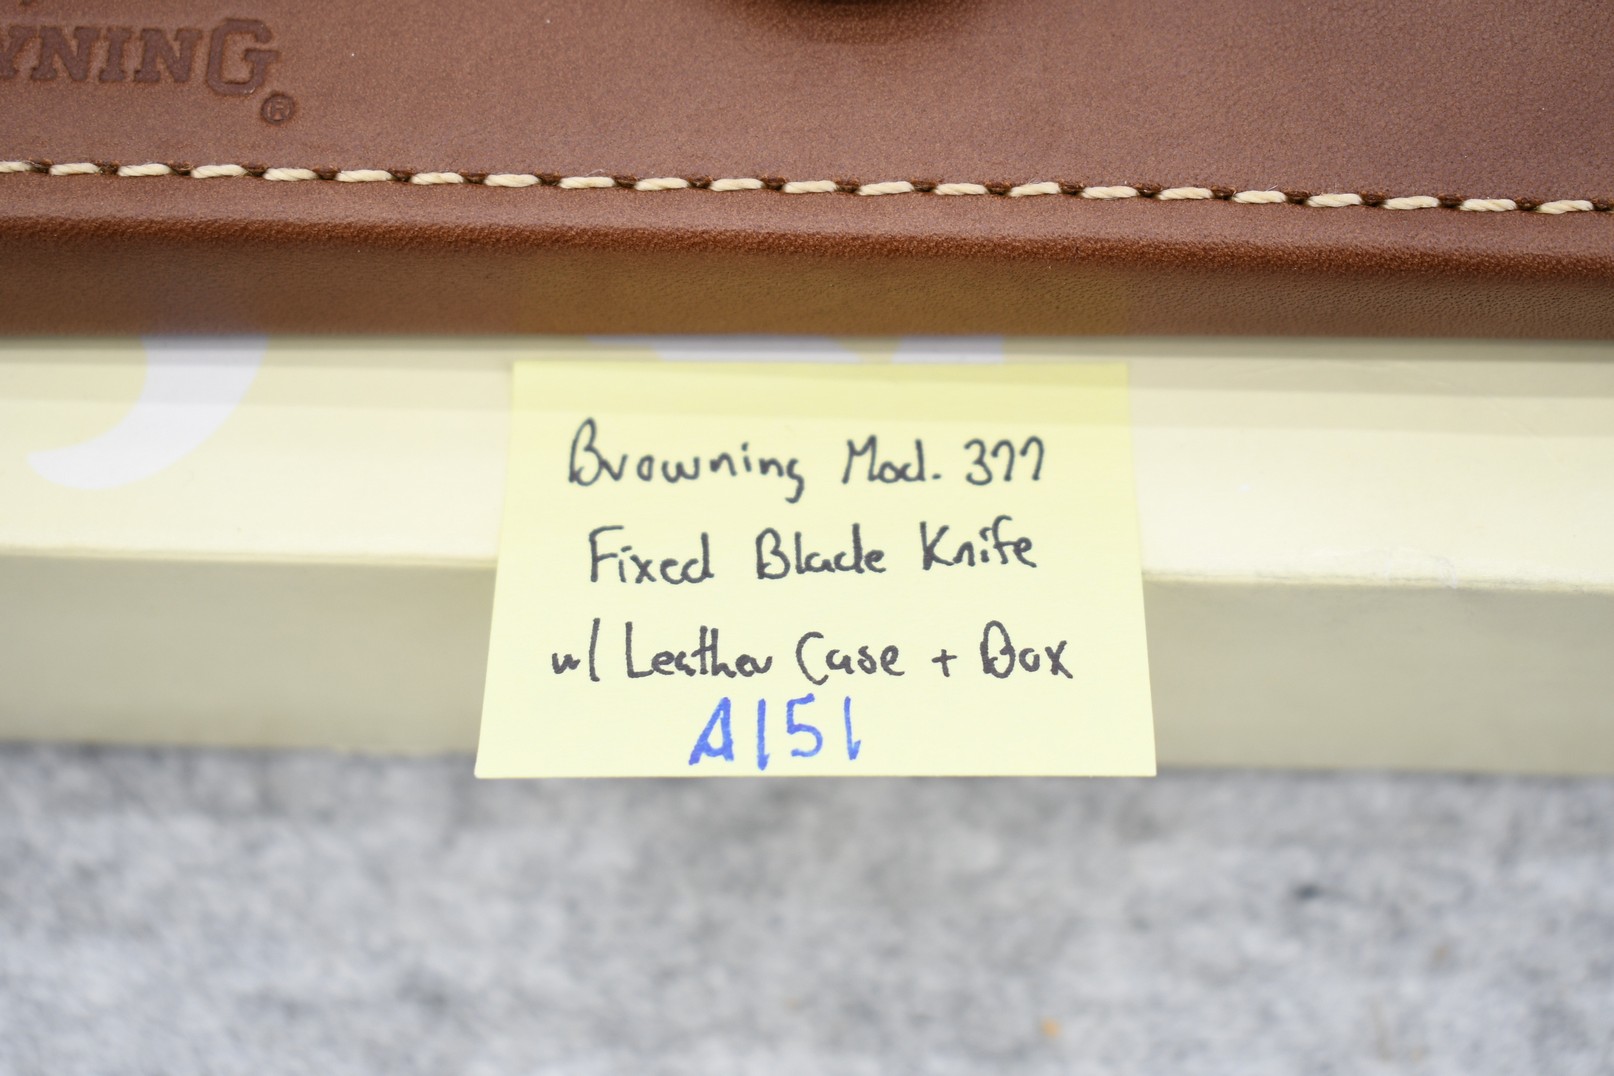 WNING®
Browning Mod. 377
Fixed Blade Knife
w/ Leather Case + Box
A151